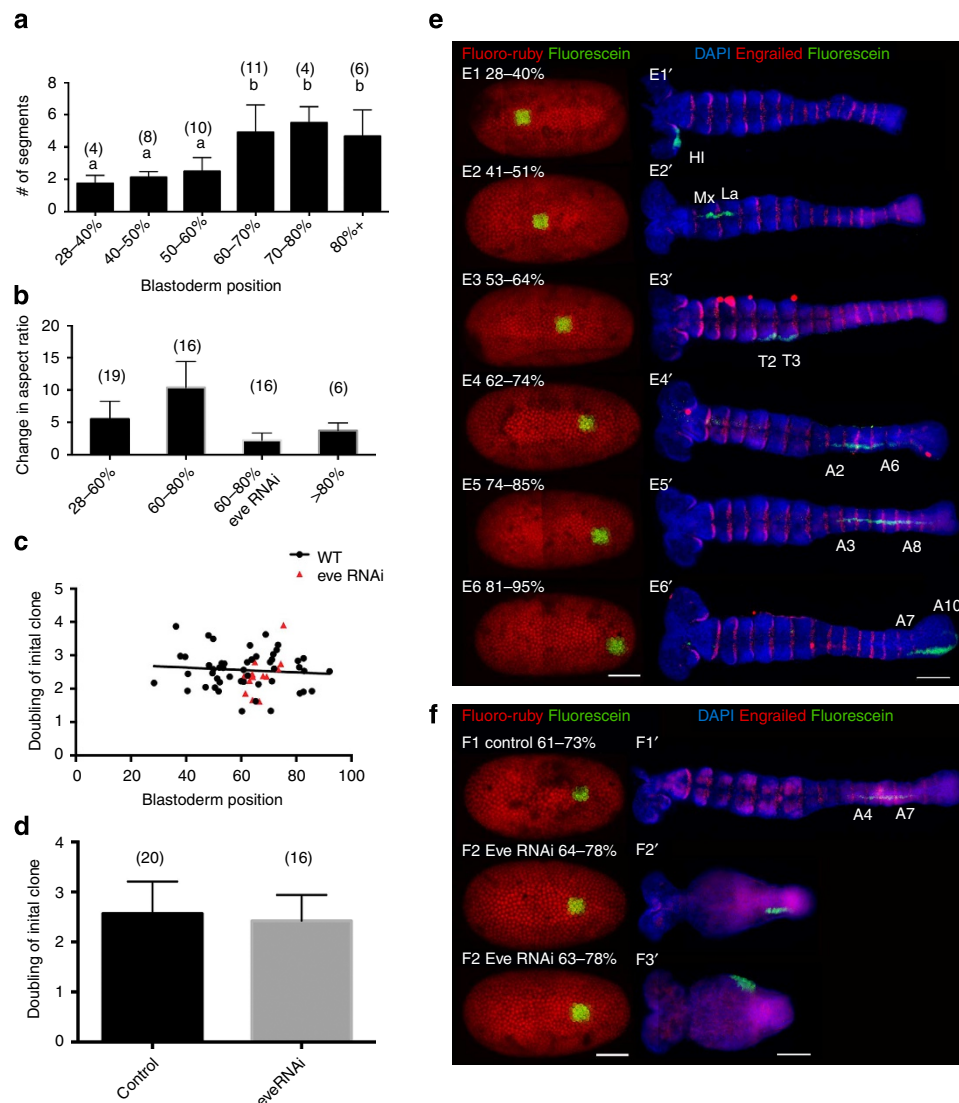 a
(4)
a
(8)
a
(10)
a
(11)
b
(4)
b
(6)
b
8
6
4
2
0
# of segments
28–40%
40–50%
50–60%
60–70%
70–80%
80%+
Blastoderm position
b
20
15
10
5
0
Change in aspect ratio
(19)
(16)
(16)
(6)
28–60%
60–80%
60–80%
eve RNAi
>80%
c
WT
eve RNAi
5
4
3
2
1
0
Doubling of inital clone
0
20
40
60
80
100
Blastoderm position
d
4
3
2
1
0
Doubling of inital clone
(20)
(16)
Control
eveRNAi
e
Fluoro-ruby Fluorescein
DAPI Engrailed Fluorescein
E1 28–40%
E1′
HI
E2 41–51%
E2′
Mx
La
E3 53–64%
E3′
T2 T3
E4 62–74%
E4′
A2
A6
E5 74–85%
E5′
A3
A8
E6 81–95%
E6′
A7
A10
f
Fluoro-ruby Fluorescein
DAPI Engrailed Fluorescein
F1 control 61–73%
F1′
A4
A7
F2 Eve RNAi 64–78%
F2′
F2 Eve RNAi 63–78%
F3′